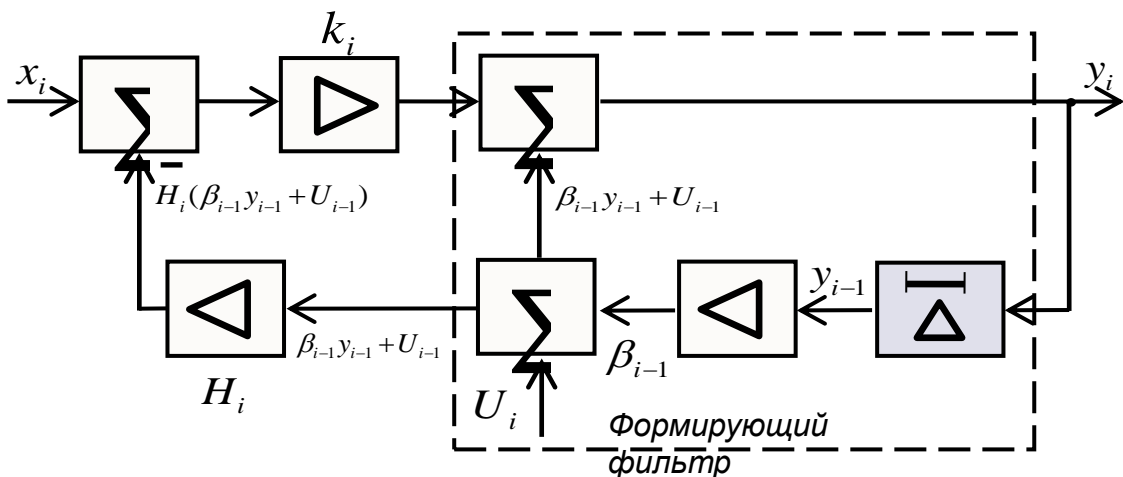 k_i
x_i
y_i
Σ
Σ
−
H_i(β_{i−1}y_{i−1}+U_{i−1})
β_{i−1}y_{i−1}+U_{i−1}
y_{i−1}
Σ
Δ
β_{i−1}y_{i−1}+U_{i−1}
β_{i−1}
H_i
U_i
Формирующий
фильтр